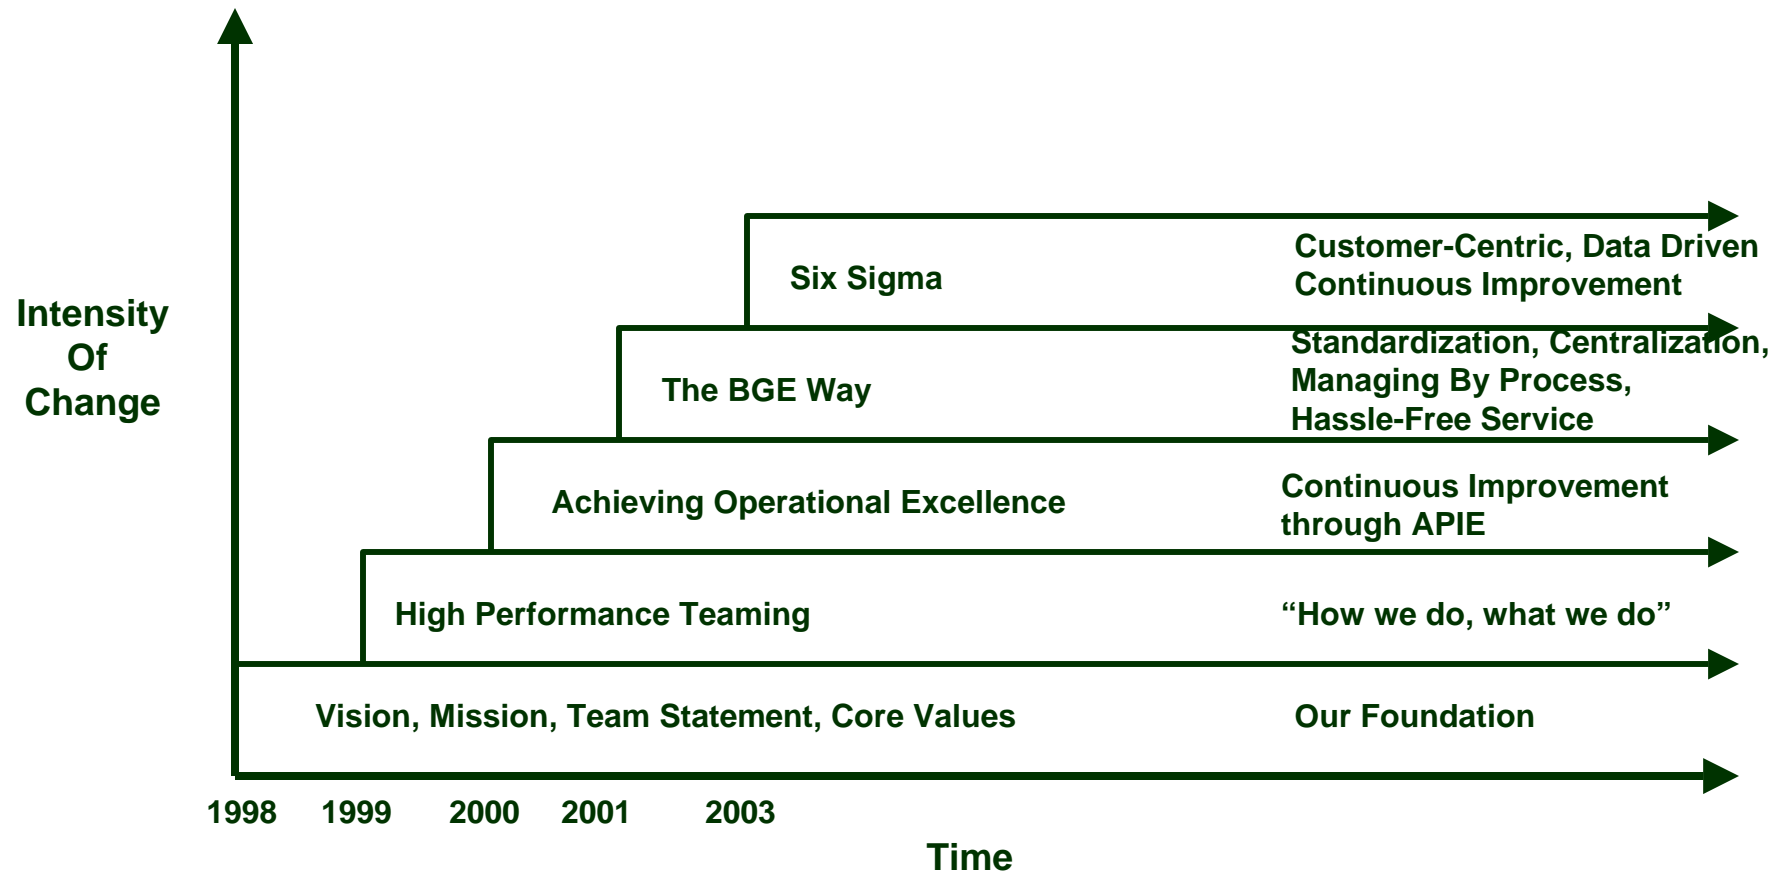 Six Sigma
Customer-Centric, Data Driven
Continuous Improvement
Intensity
Of
Change
The BGE Way
Standardization, Centralization,
Managing By Process,
Hassle-Free Service
Achieving Operational Excellence
Continuous Improvement
through APIE
High Performance Teaming
“How we do, what we do”
Vision, Mission, Team Statement, Core Values
Our Foundation
1998 1999 2000 2001 2003
Time